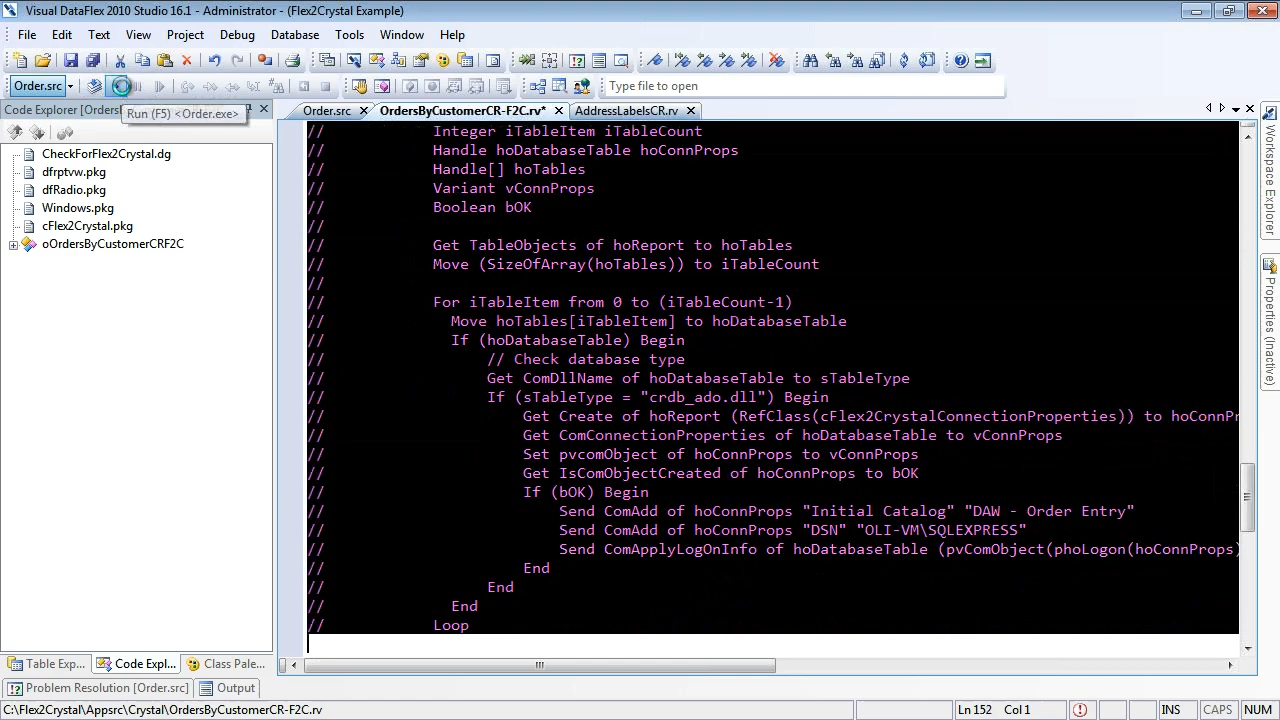 Visual DataFlex 2010 Studio 16.1 - Administrator - (Flex2Crystal Example)
File Edit Text View Project Debug Database Tools Window Help
Order.src
Type file to open
Code Explorer [Orders
Run (F5) <Order.exe>
Order.src
OrdersByCustomerCR-F2C.rv*
AddressLabelsCR.rv
CheckForFlex2Crystal.dg
dfrptvw.pkg
dfRadio.pkg
Windows.pkg
cFlex2Crystal.pkg
oOrdersByCustomerCRF2C
// Integer iTableItem iTableCount
// Handle hoDatabaseTable hoConnProps
// Handle[] hoTables
// Variant vConnProps
// Boolean bOK
//
// Get TableObjects of hoReport to hoTables
// Move (SizeOfArray(hoTables)) to iTableCount
//
// For iTableItem from 0 to (iTableCount-1)
// Move hoTables[iTableItem] to hoDatabaseTable
// If (hoDatabaseTable) Begin
// // Check database type
// Get ComDllName of hoDatabaseTable to sTableType
// If (sTableType = "crdb_ado.dll") Begin
// Get Create of hoReport (RefClass(cFlex2CrystalConnectionProperties)) to hoConnPr
// Get ComConnectionProperties of hoDatabaseTable to vConnProps
// Set pvcomObject of hoConnProps to vConnProps
// Get IsComObjectCreated of hoConnProps to bOK
// If (bOK) Begin
// Send ComAdd of hoConnProps "Initial Catalog" "DAW - Order Entry"
// Send ComAdd of hoConnProps "DSN" "OLI-VM\SQLEXPRESS"
// Send ComApplyLogOnInfo of hoDatabaseTable (pvComObject(phoLogon(hoConnProps)
// End
// End
// End
// Loop
Workspace Explorer
Properties (Inactive)
Table Exp...
Code Expl...
Class Pale...
Problem Resolution [Order.src]
Output
C:\Flex2Crystal\Appsrc\Crystal\OrdersByCustomerCR-F2C.rv
Ln 152 Col 1
INS
CAPS
NUM